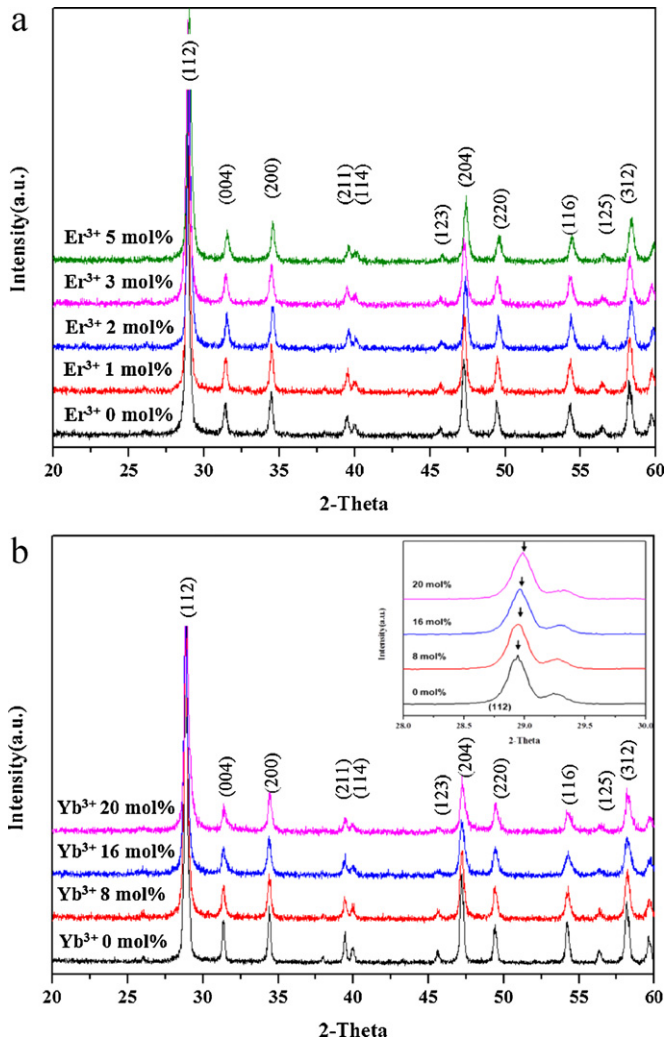 a
(112)
(004)
(200)
(211)
(114)
(123)
(204)
(220)
(116)
(125)
(312)
Er³⁺ 5 mol%
Er³⁺ 3 mol%
Er³⁺ 2 mol%
Er³⁺ 1 mol%
Er³⁺ 0 mol%
Intensity(a.u.)
20 25 30 35 40 45 50 55 60
2-Theta
b
(112)
(004)
(200)
(211)
(114)
(123)
(204)
(220)
(116)
(125)
(312)
20 mol%
16 mol%
8 mol%
0 mol%
(112)
Intensity(a.u.)
28.0 28.5 29.0 29.5 30.0
2-Theta
Yb³⁺ 20 mol%
Yb³⁺ 16 mol%
Yb³⁺ 8 mol%
Yb³⁺ 0 mol%
Intensity(a.u.)
20 25 30 35 40 45 50 55 60
2-Theta